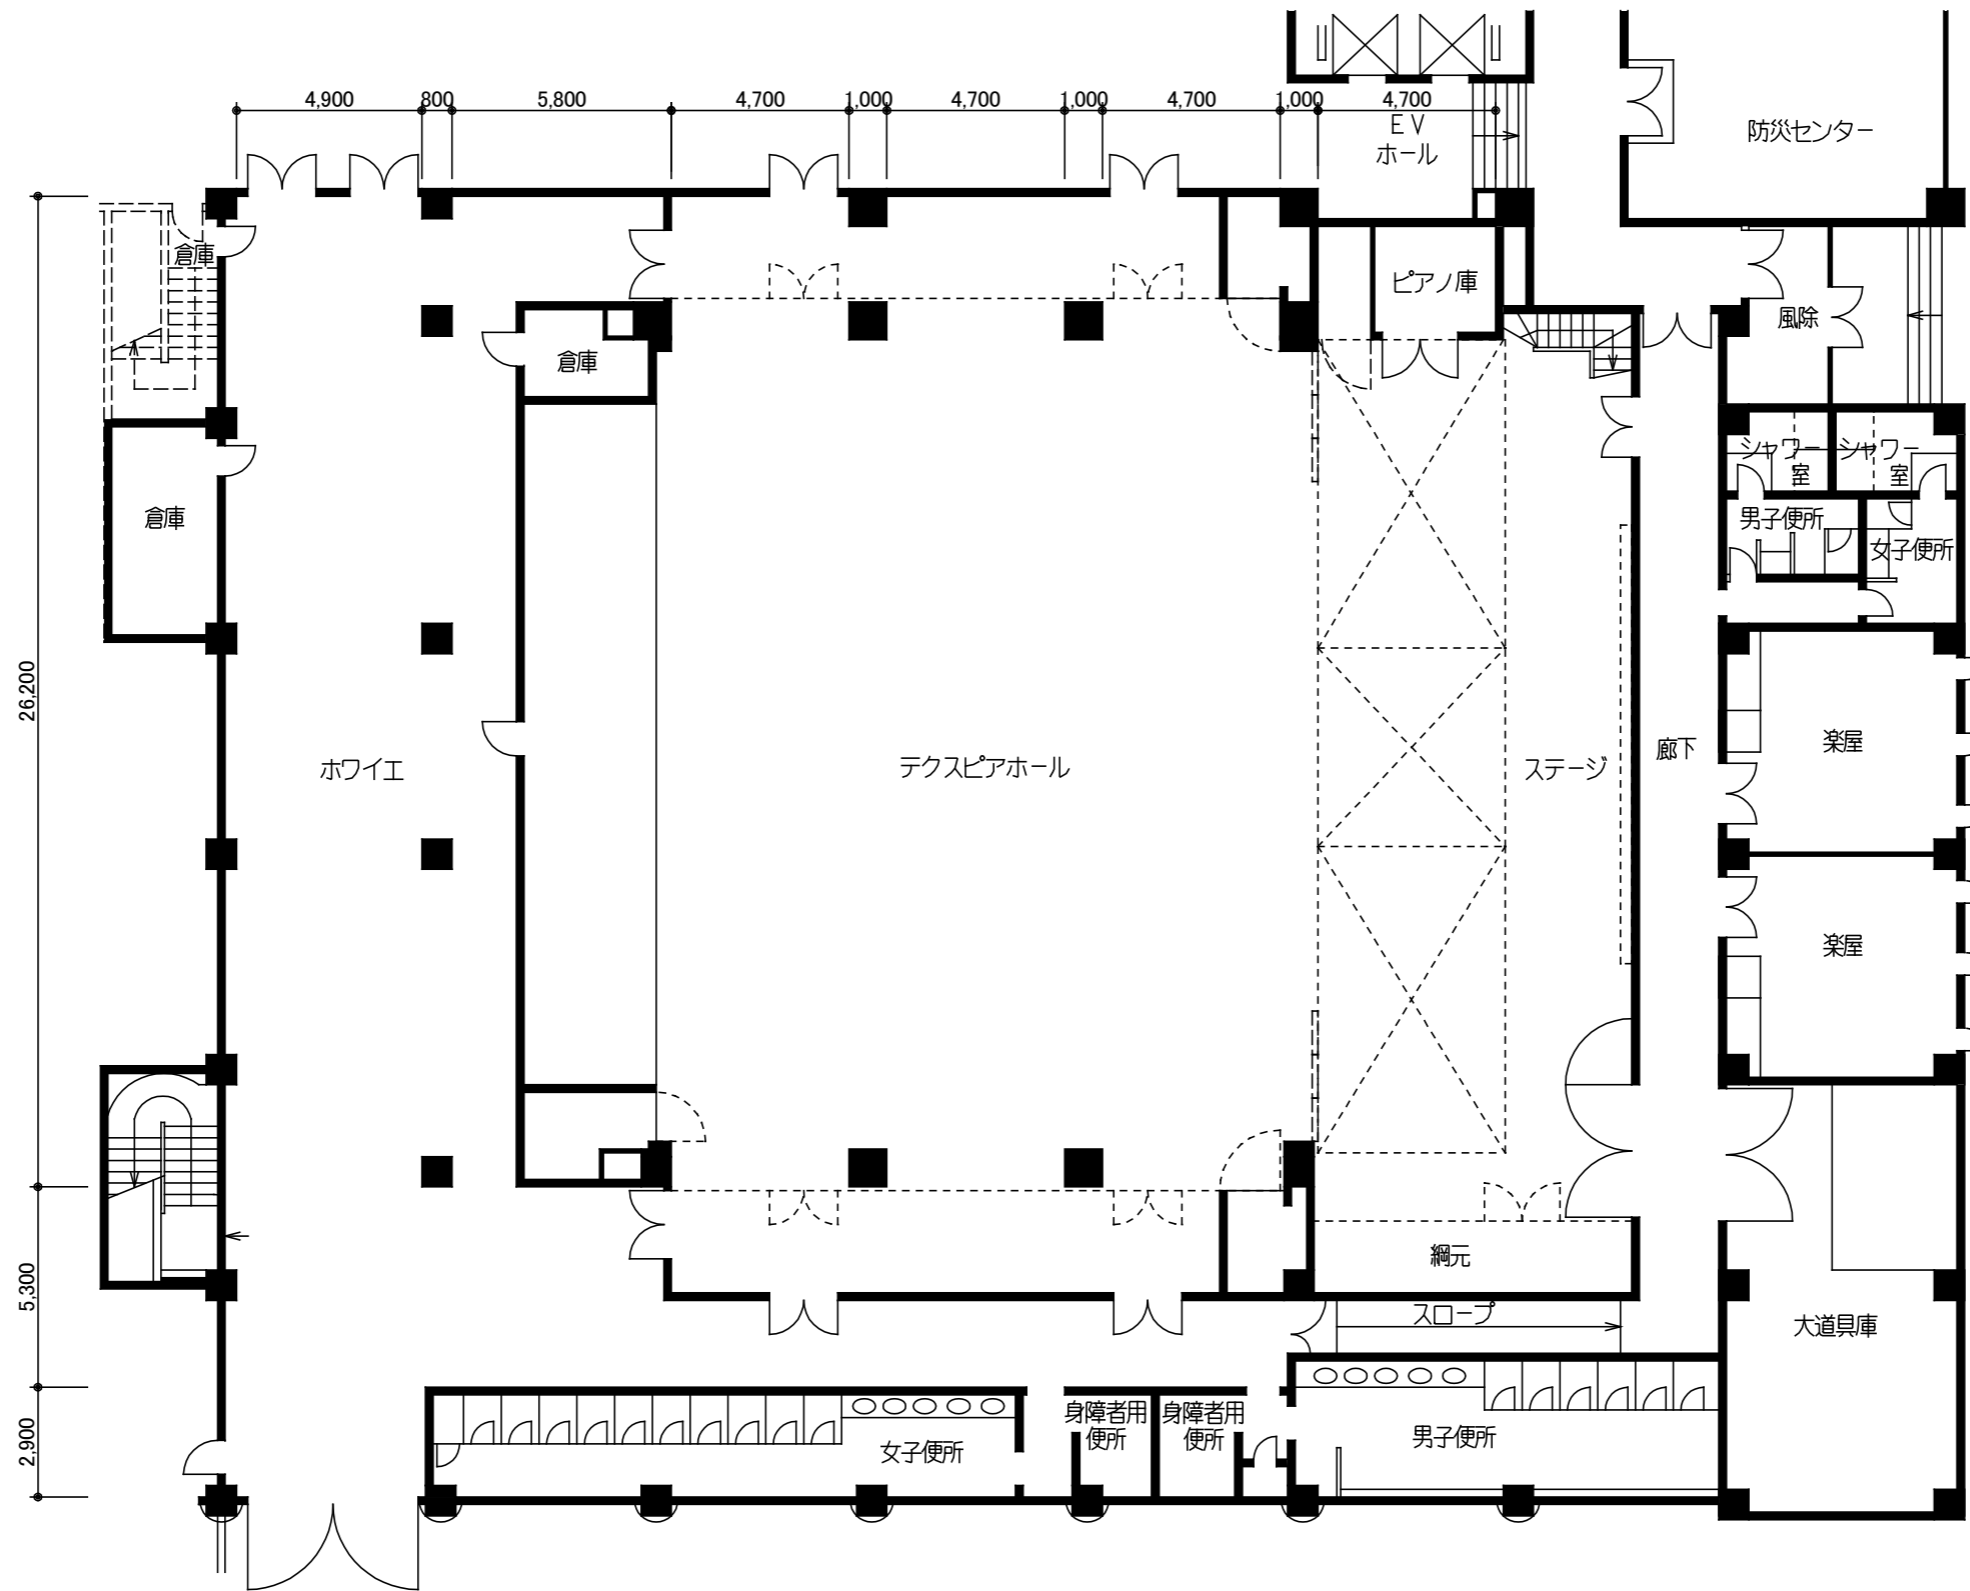 4,900
800
5,800
4,700
1,000
4,700
1,000
4,700
1,000
4,700
EV
ホール
防災センター
倉庫
ピアノ庫
風除
倉庫
シャワー
室
シャワー
室
倉庫
男子便所
女子便所
26,200
ホワイエ
テクスピアホール
ステージ
廊下
楽屋
楽屋
綱元
5,300
スロープ
大道具庫
身障者用
便所
身障者用
便所
2,900
女子便所
男子便所